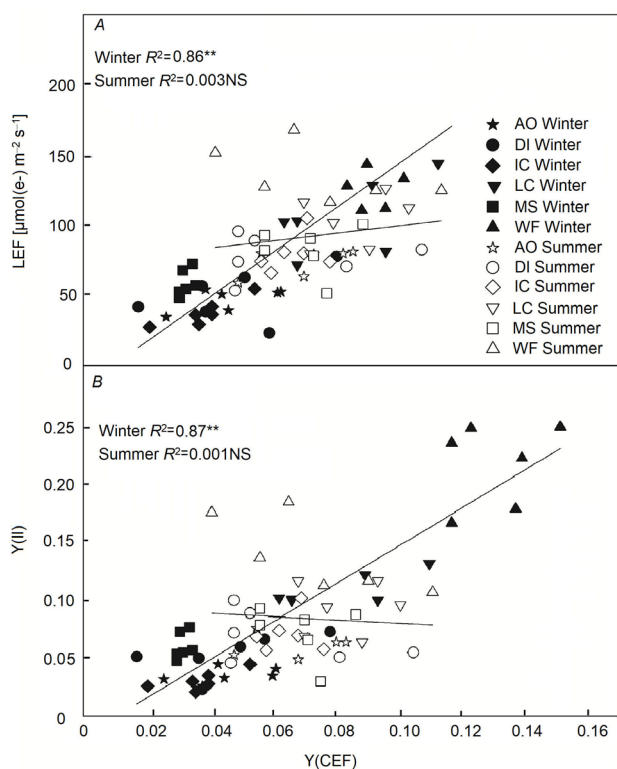 A
Winter R²=0.86**
Summer R²=0.003NS
LEF [μmol(e-) m⁻² s⁻¹]
200
150
100
50
0
AO Winter
DI Winter
IC Winter
LC Winter
MS Winter
WF Winter
AO Summer
DI Summer
IC Summer
LC Summer
MS Summer
WF Summer
B
Winter R²=0.87**
Summer R²=0.001NS
Y(II)
0.25
0.20
0.15
0.10
0.05
0
0.02 0.04 0.06 0.08 0.10 0.12 0.14 0.16
Y(CEF)